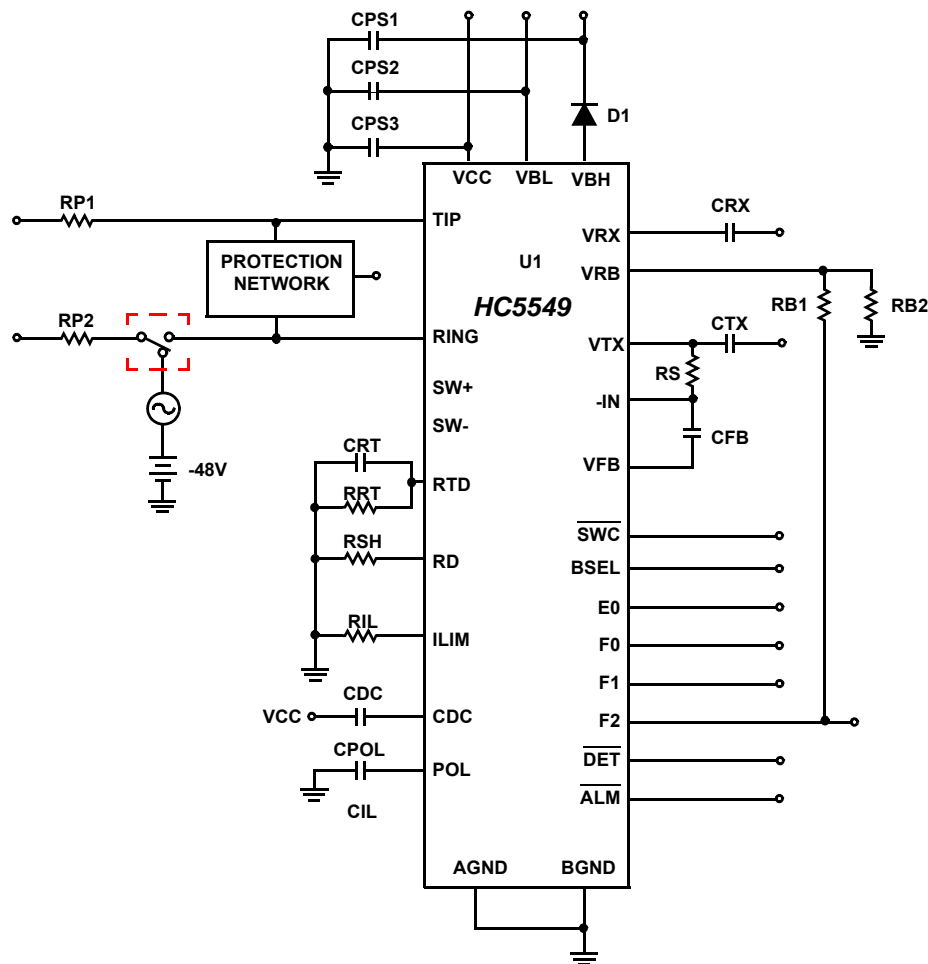 CPS1
CPS2
CPS3
D1
VCC VBL VBH
RP1
TIP
PROTECTION
NETWORK
RP2
RING
-48V
U1
HC5549
SW+
SW-
CRT
RTD
RRT
RSH
RD
RIL
ILIM
CDC
VCC
CDC
CPOL
POL
CIL
VRX
CRX
VRB
RB1
RB2
VTX
CTX
RS
-IN
CFB
VFB
SWC
BSEL
E0
F0
F1
F2
DET
ALM
AGND BGND